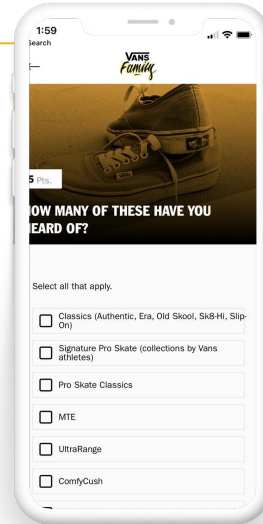 1:59
Search
VANS
Family
5 Pts.
HOW MANY OF THESE HAVE YOU
HEARD OF?
Select all that apply.
Classics (Authentic, Era, Old Skool, Sk8-Hi, Slip-
On)
Signature Pro Skate (collections by Vans
athletes)
Pro Skate Classics
MTE
UltraRange
ComfyCush